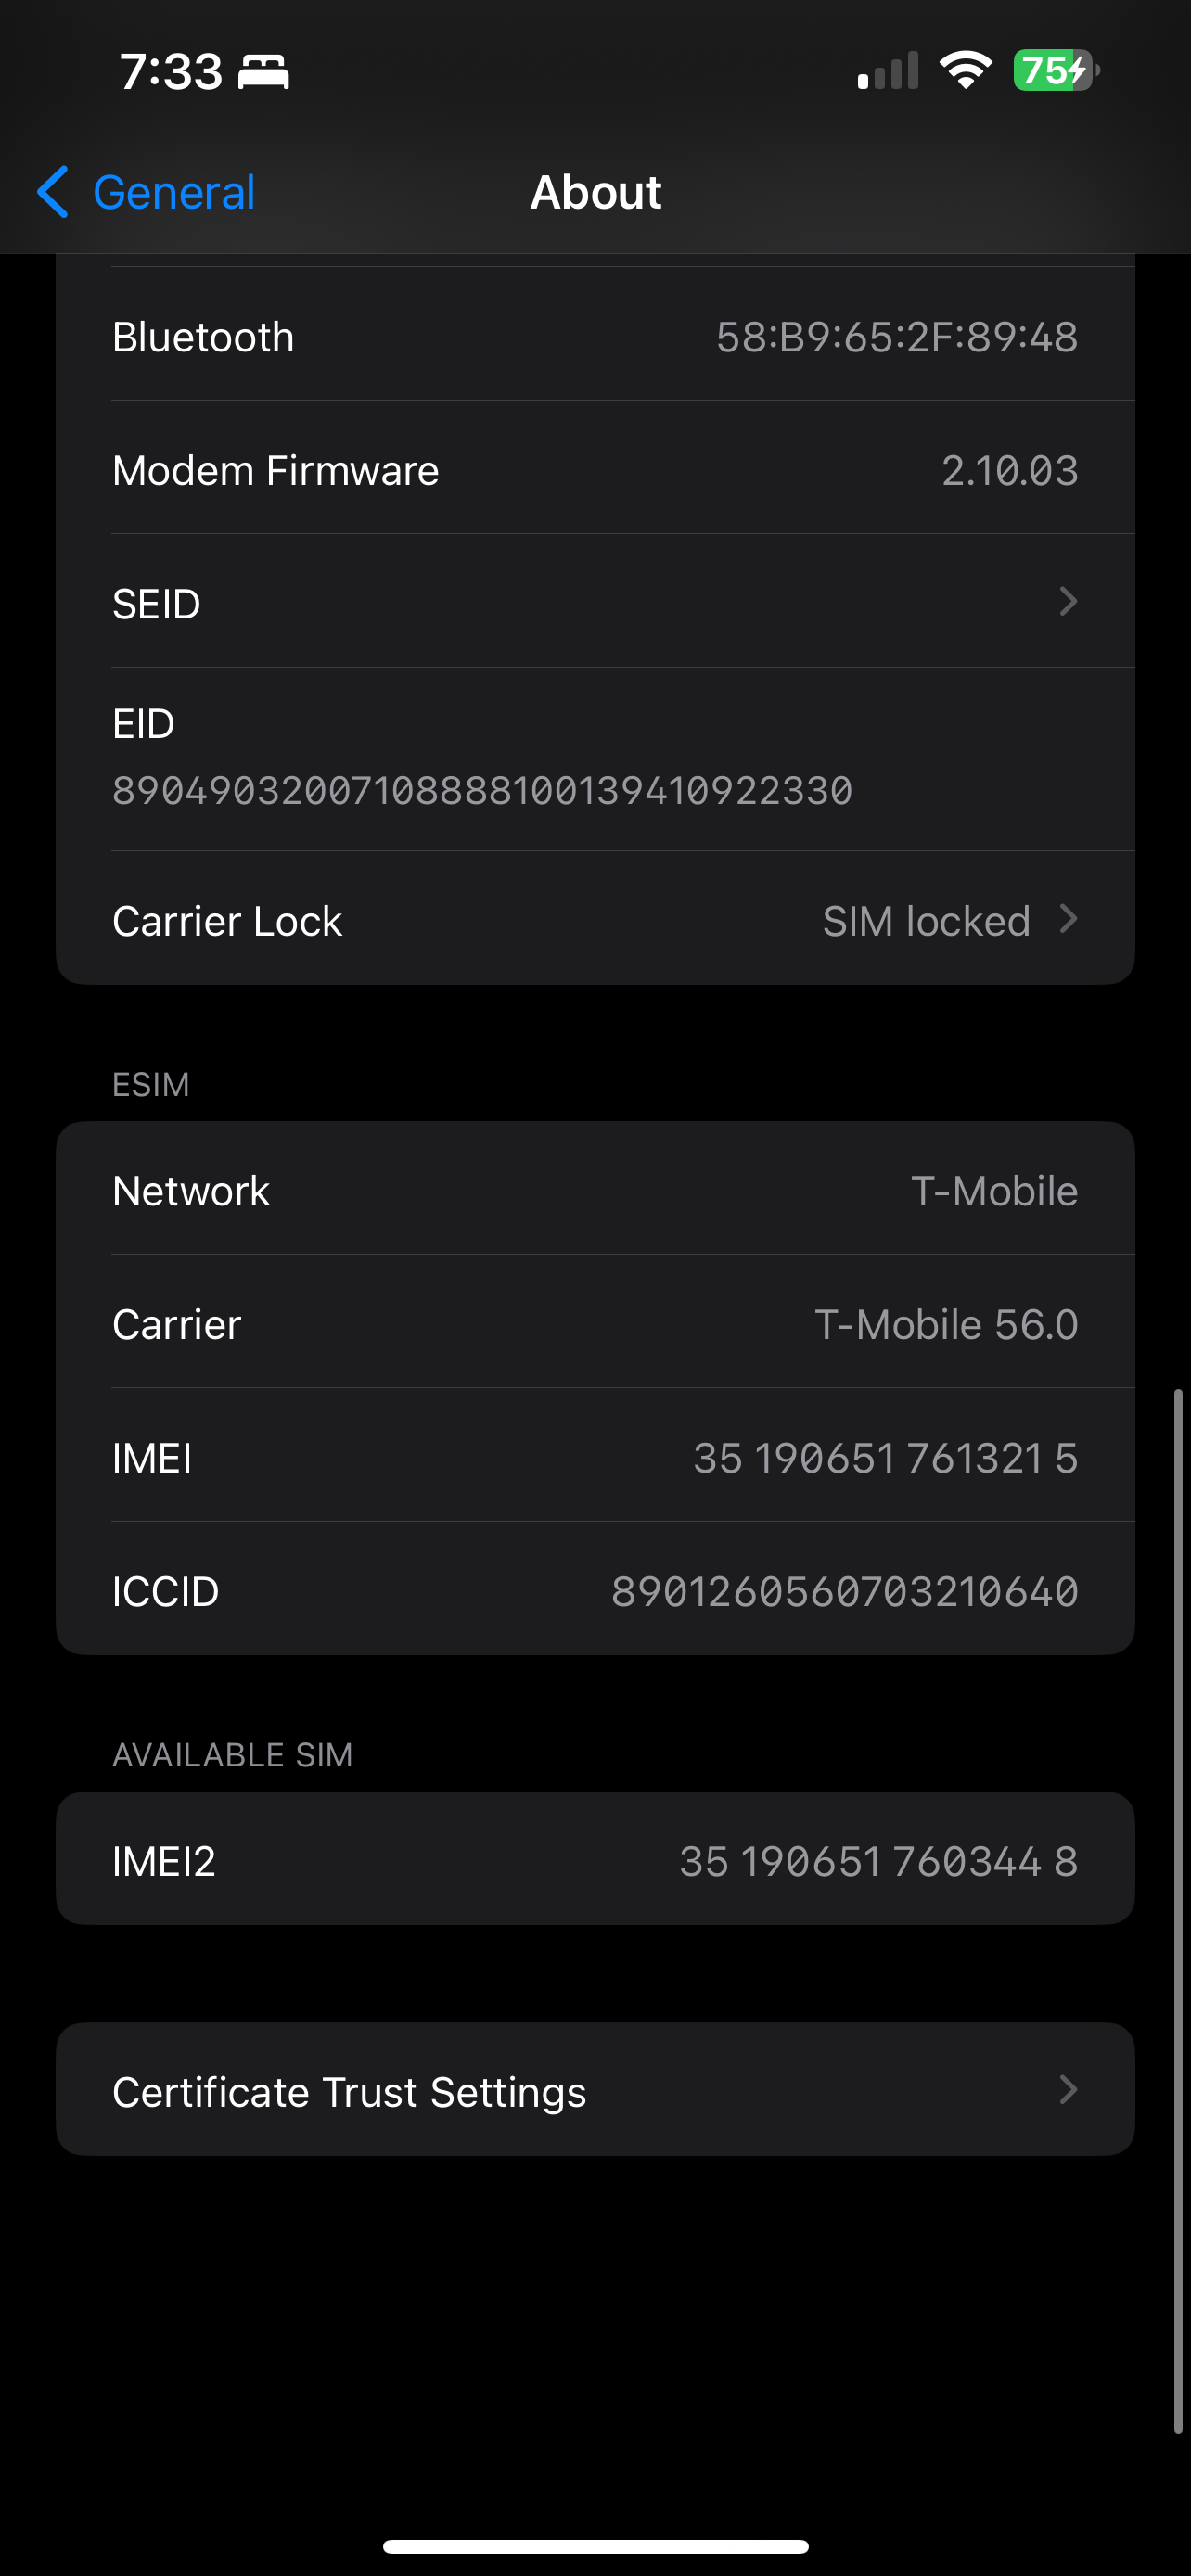 7:33
75
General
About
Bluetooth 58:B9:65:2F:89:48
Modem Firmware 2.10.03
SEID
EID
89049032007108888100139410922330
Carrier Lock SIM locked
ESIM
Network T-Mobile
Carrier T-Mobile 56.0
IMEI 35 190651 761321 5
ICCID 8901260560703210640
AVAILABLE SIM
IMEI2 35 190651 760344 8
Certificate Trust Settings